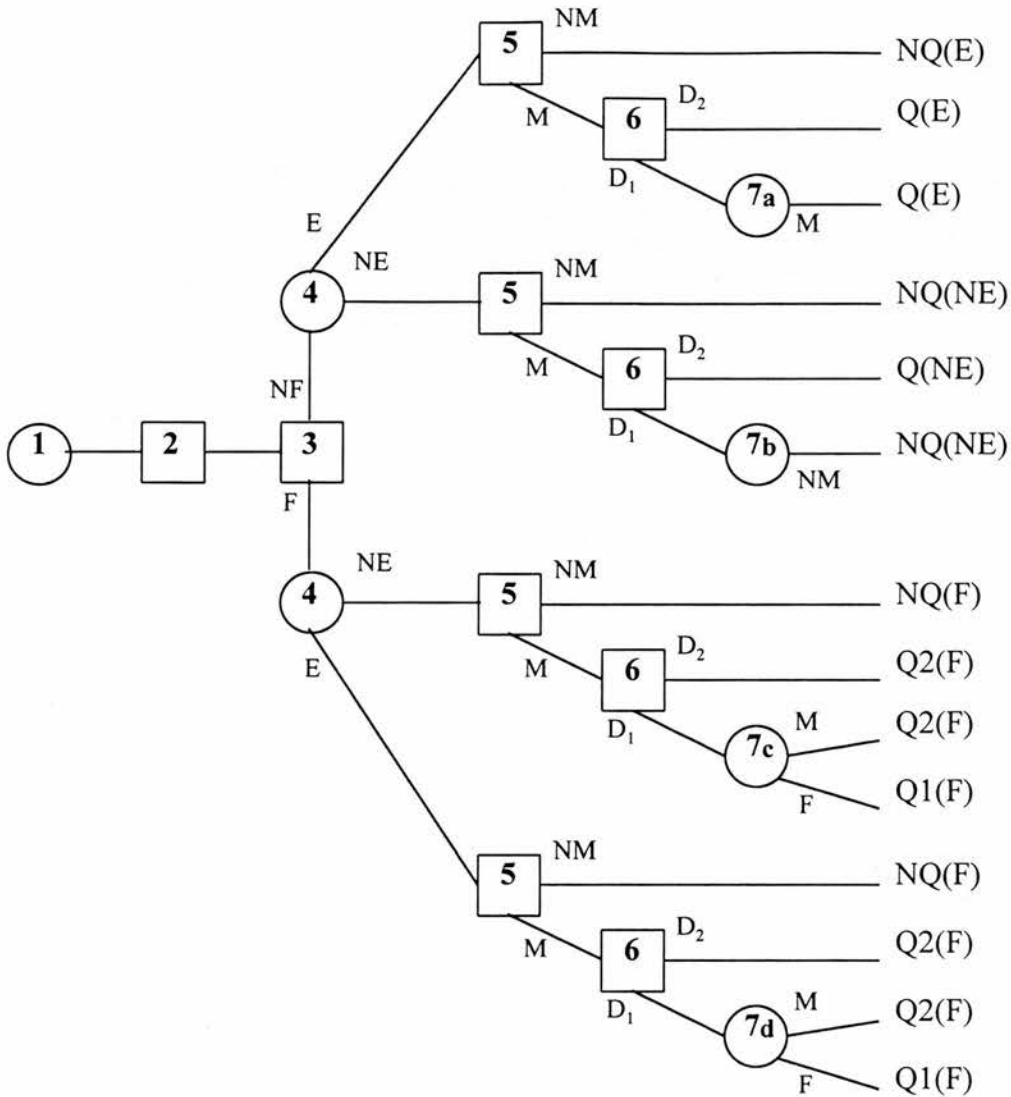 5 NM NQ(E)
M 6 D₂ Q(E)
D₁ 7a M Q(E)
E
4 NE 5 NM NQ(NE)
M 6 D₂ Q(NE)
NF
D₁ 7b NM NQ(NE)
1 2 3
F
4 NE 5 NM NQ(F)
E M 6 D₂ Q2(F)
D₁ 7c M Q2(F)
F Q1(F)
5 NM NQ(F)
M 6 D₂ Q2(F)
D₁ 7d M Q2(F)
F Q1(F)